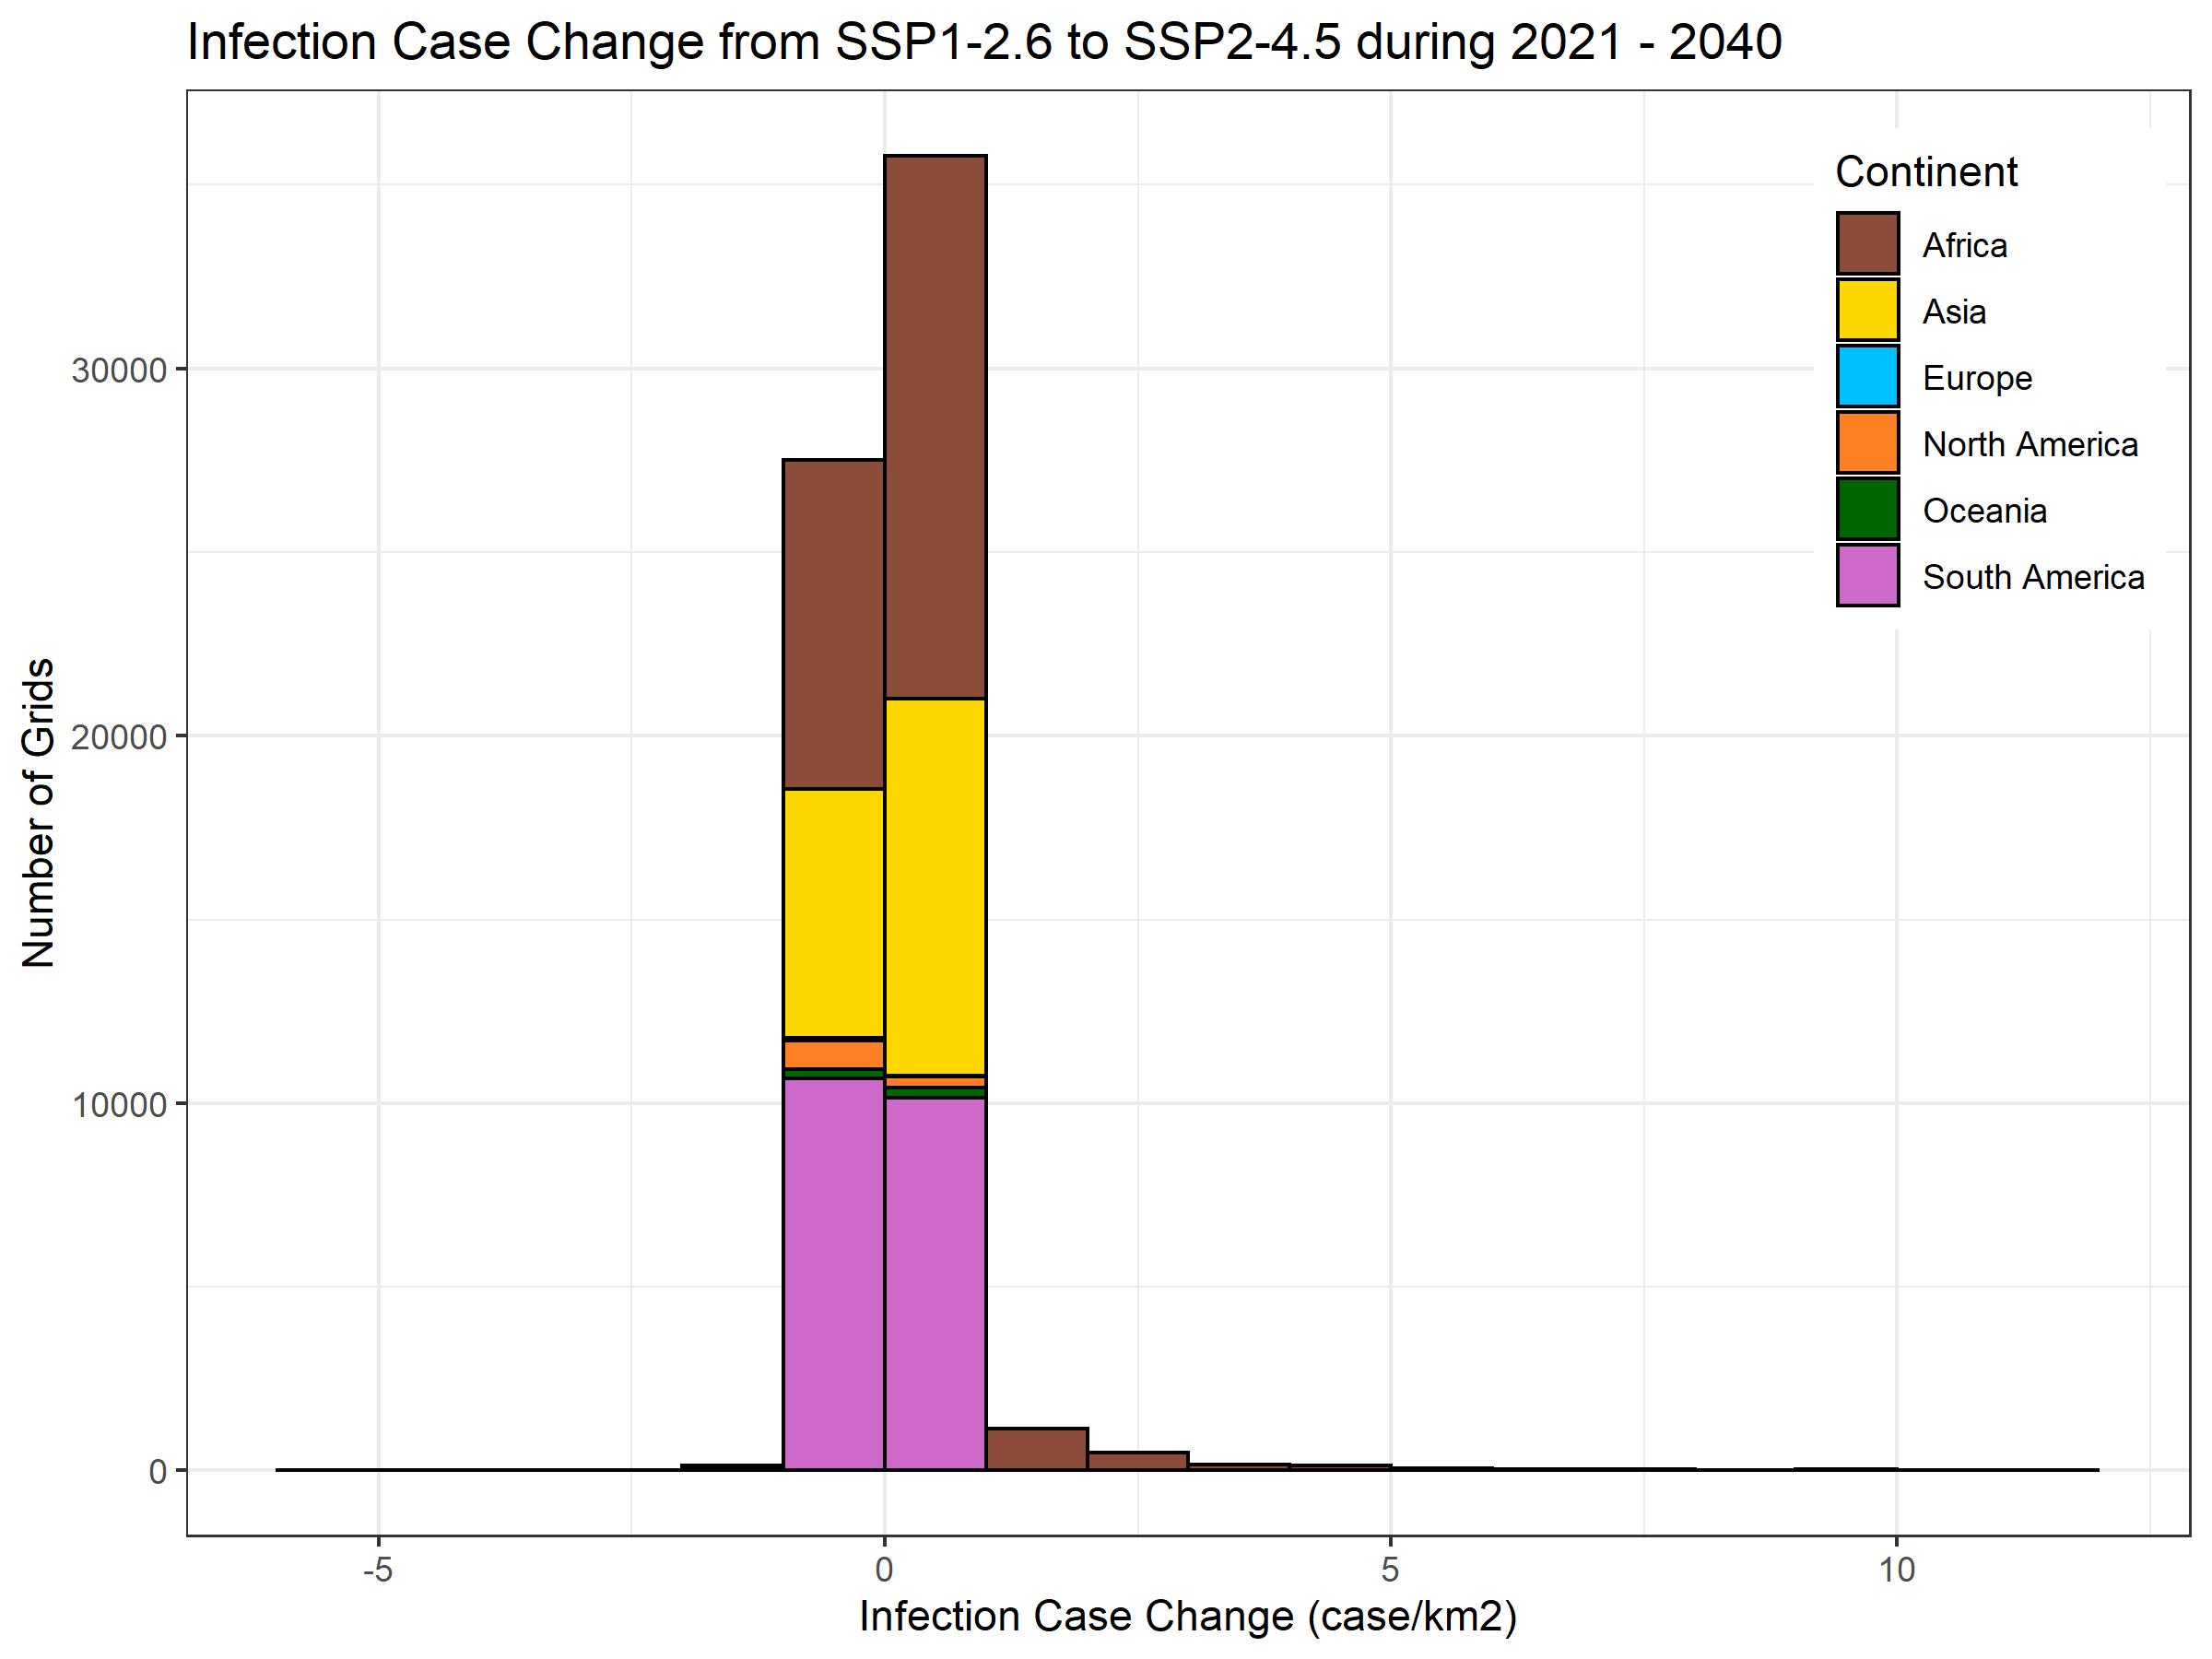 Infection Case Change from SSP1-2.6 to SSP2-4.5 during 2021 - 2040
Continent
Africa
Asia
Europe
North America
Oceania
South America
Number of Grids
30000
20000
10000
0
-5 0 5 10
Infection Case Change (case/km2)